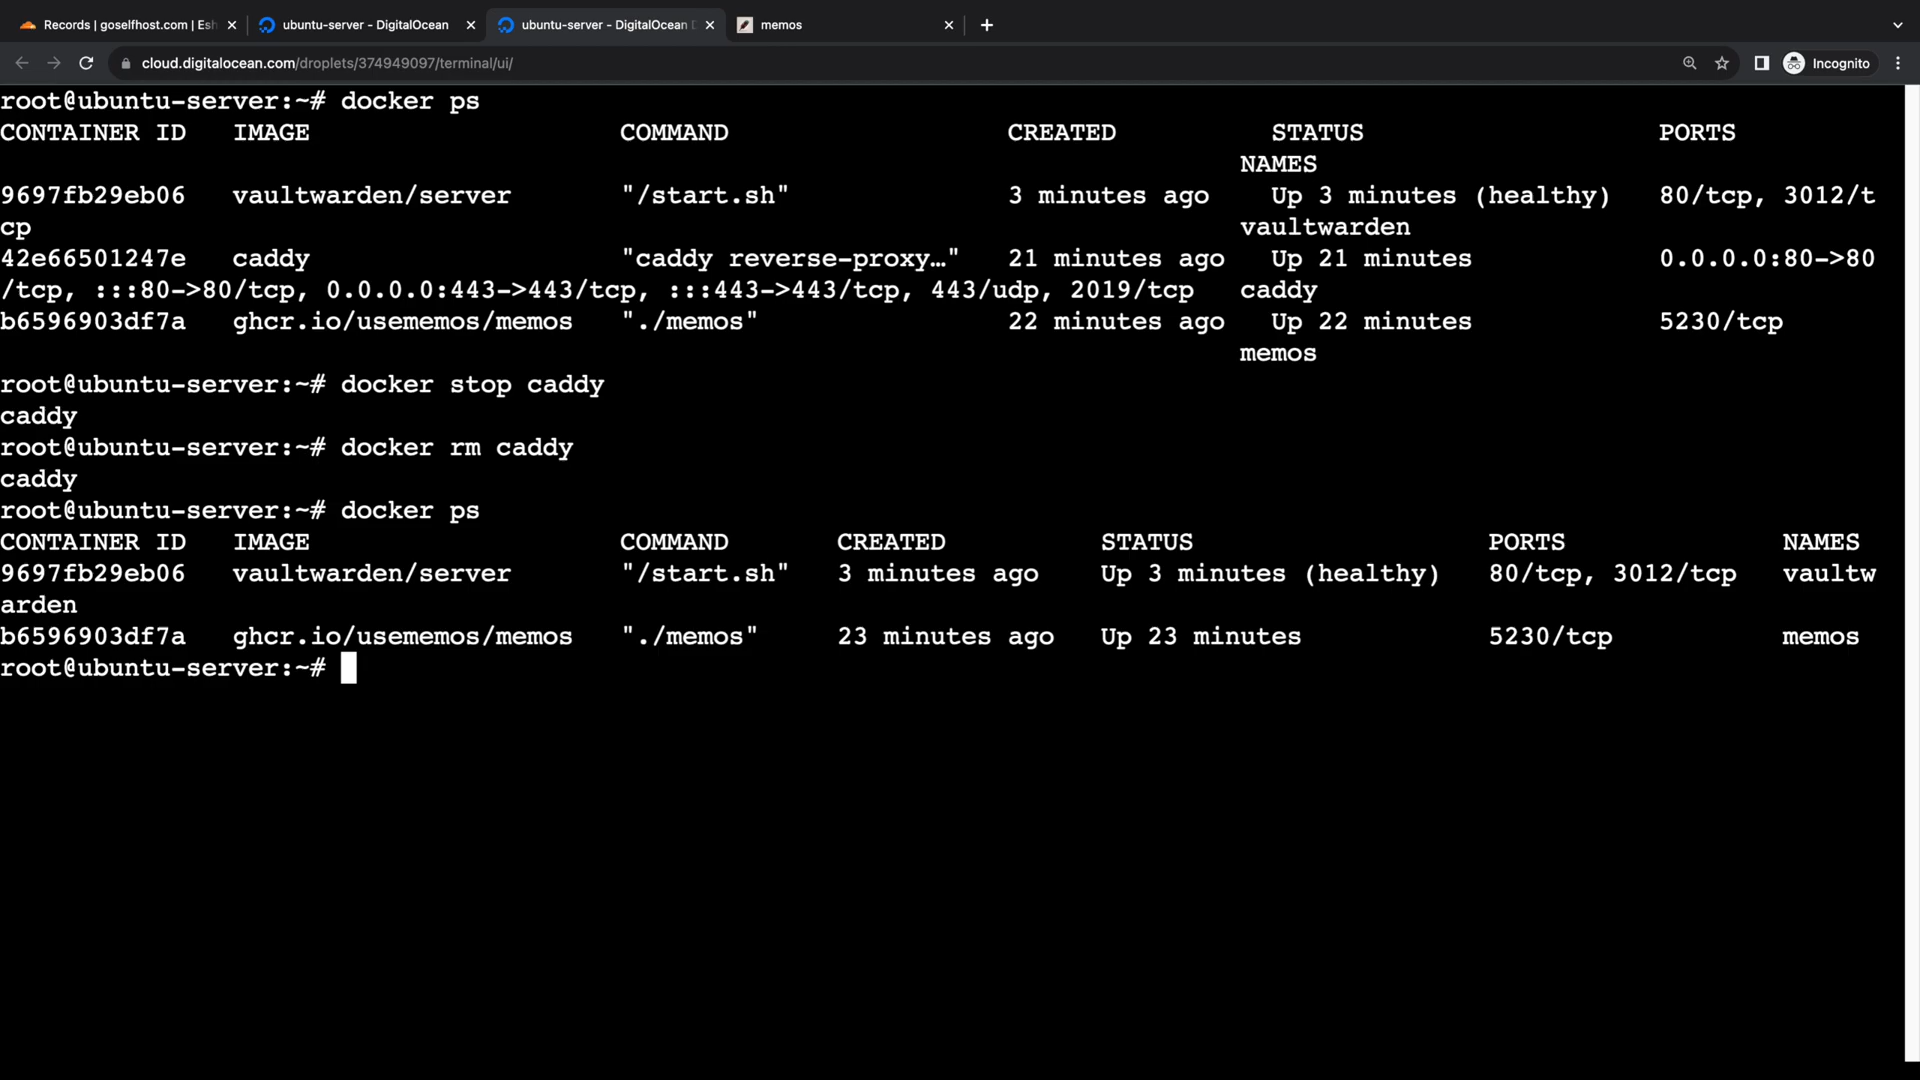 Records | goselfhost.com | Esh
ubuntu-server - DigitalOcean
ubuntu-server - DigitalOcean D
memos
cloud.digitalocean.com/droplets/374949097/terminal/ui/
Incognito
root@ubuntu-server:~# docker ps
CONTAINER ID   IMAGE                    COMMAND                  CREATED          STATUS                   PORTS
NAMES
9697fb29eb06   vaultwarden/server       "/start.sh"              3 minutes ago    Up 3 minutes (healthy)   80/tcp, 3012/t
cp                                                                              vaultwarden
42e66501247e   caddy                    "caddy reverse-proxy…"   21 minutes ago   Up 21 minutes            0.0.0.0:80->80
/tcp, :::80->80/tcp, 0.0.0.0:443->443/tcp, :::443->443/tcp, 443/udp, 2019/tcp   caddy
b6596903df7a   ghcr.io/usememos/memos   "./memos"                22 minutes ago   Up 22 minutes            5230/tcp
memos
root@ubuntu-server:~# docker stop caddy
caddy
root@ubuntu-server:~# docker rm caddy
caddy
root@ubuntu-server:~# docker ps
CONTAINER ID   IMAGE                    COMMAND       CREATED          STATUS                   PORTS              NAMES
9697fb29eb06   vaultwarden/server       "/start.sh"   3 minutes ago    Up 3 minutes (healthy)   80/tcp, 3012/tcp   vaultw
arden
b6596903df7a   ghcr.io/usememos/memos   "./memos"     23 minutes ago   Up 23 minutes            5230/tcp           memos
root@ubuntu-server:~#